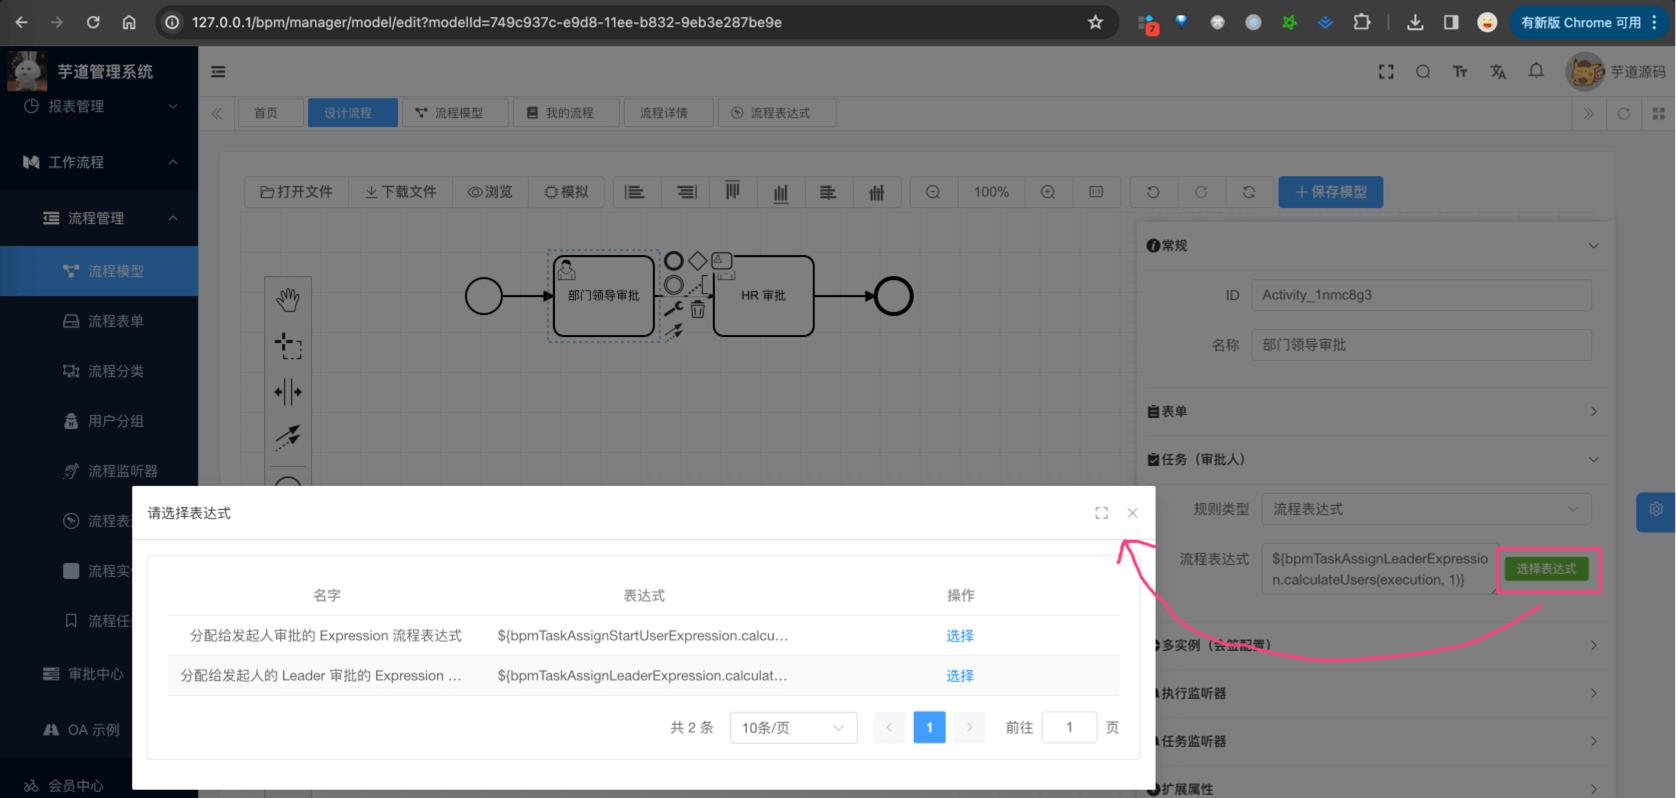 127.0.0.1/bpm/manager/model/edit?modelId=749c937c-e9d8-11ee-b832-9eb3e287be9e
7
有新版 Chrome 可用
芋道管理系统
芋道源码
报表管理
首页
设计流程
流程模型
我的流程
流程详情
流程表达式
工作流程
打开文件
下载文件
浏览
模拟
100%
保存模型
流程管理
常规
流程模型
部门领导审批
HR 审批
ID
Activity_1nmc8g3
流程表单
名称
部门领导审批
流程分类
表单
用户分组
任务（审批人）
流程监听器
规则类型
流程表达式
请选择表达式
流程表
流程表达式
${bpmTaskAssignLeaderExpressio
n.calculateUsers(execution, 1)}
选择表达式
流程实
名字
表达式
操作
流程任
分配给发起人审批的 Expression 流程表达式
${bpmTaskAssignStartUserExpression.calcu…
选择
多实例（会签配置）
审批中心
分配给发起人的 Leader 审批的 Expression …
${bpmTaskAssignLeaderExpression.calculat…
选择
执行监听器
OA 示例
共 2 条
10条/页
1
前往
1
页
任务监听器
会员中心
扩展属性